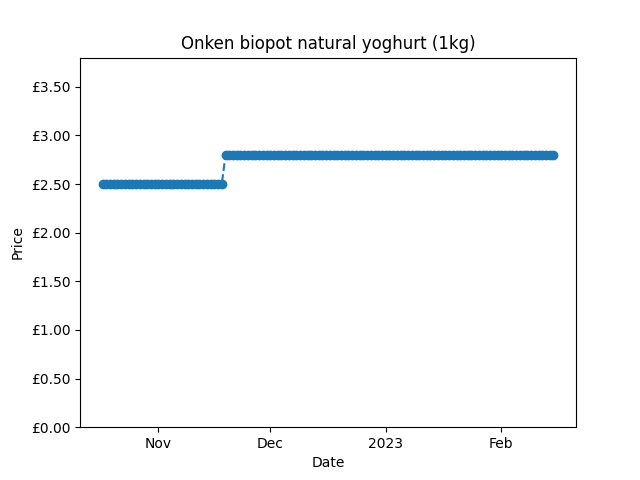 Onken biopot natural yoghurt (1kg)
£3.50
£3.00
£2.50
£2.00
£1.50
£1.00
£0.50
£0.00
Price
Nov Dec 2023 Feb
Date